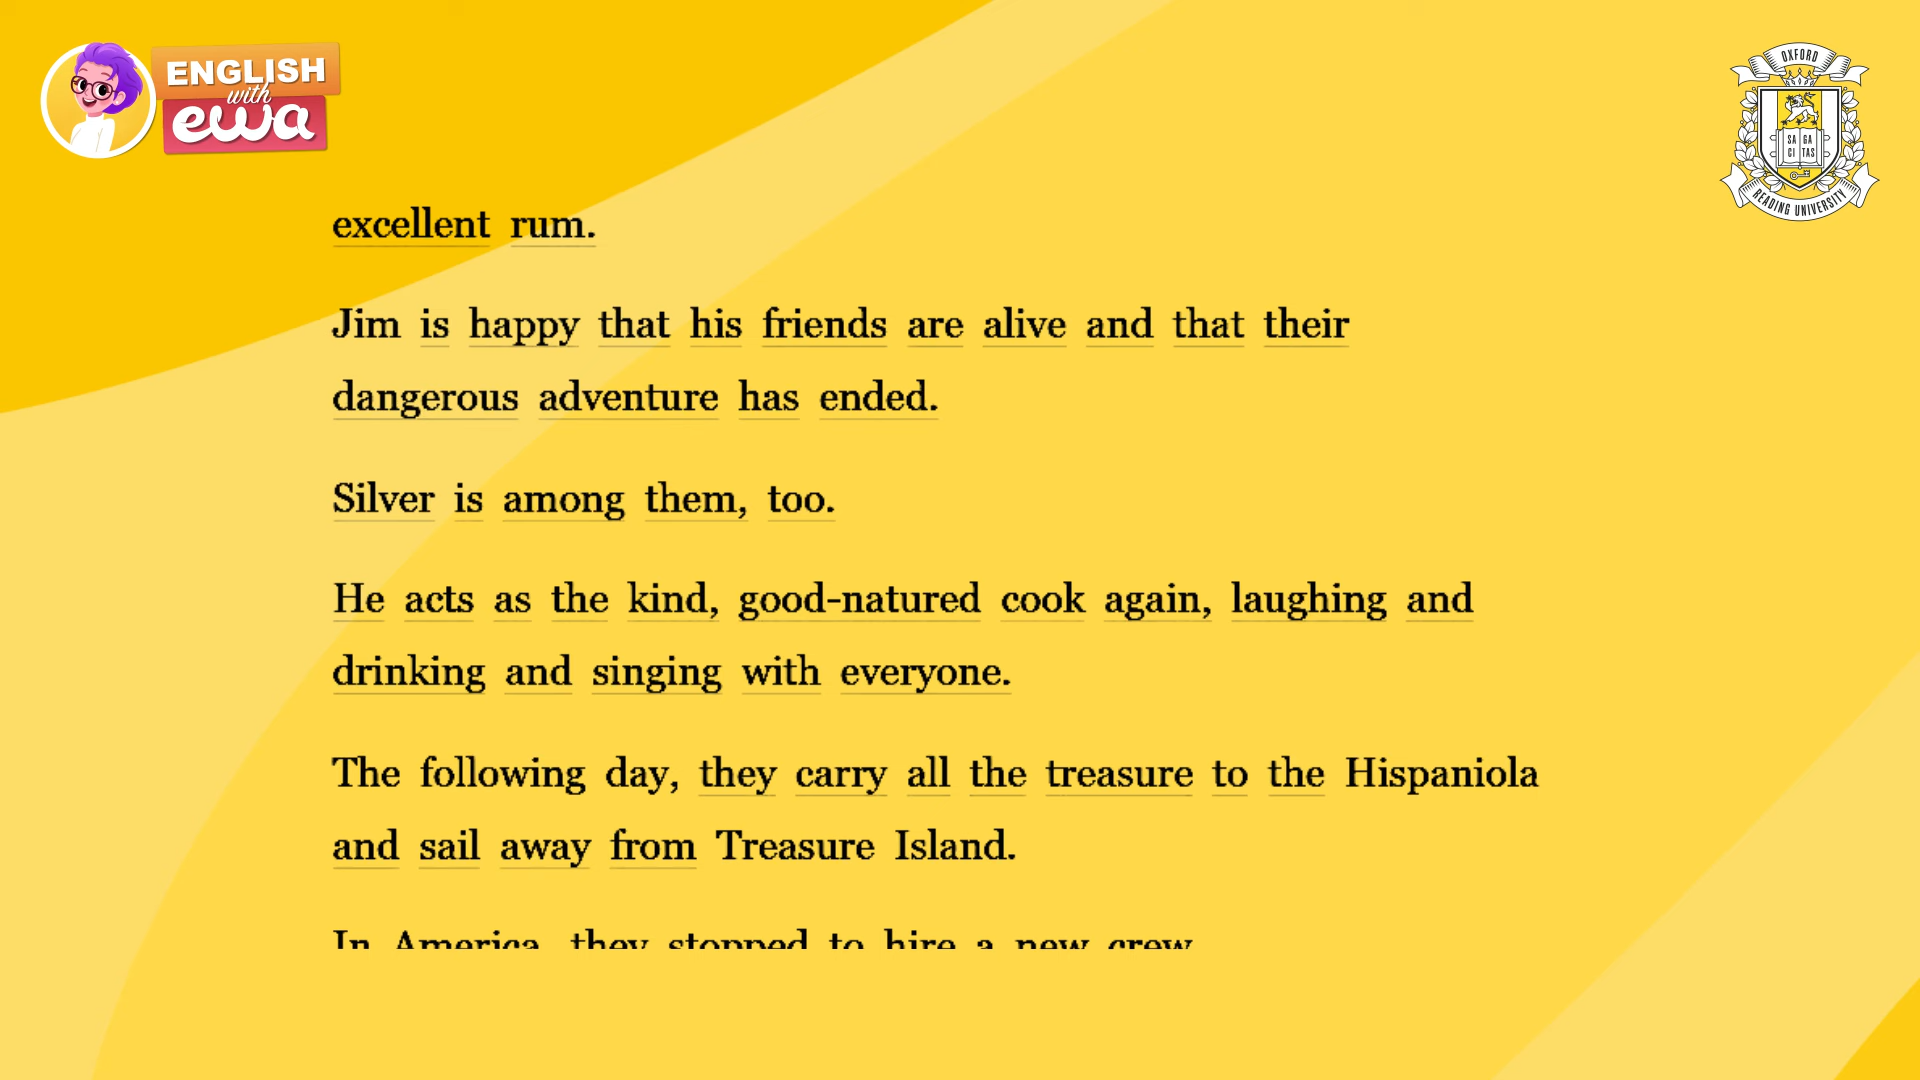 ENGLISH
with
ewa
OXFORD
SA GA
CI TAS
READING UNIVERSITY
excellent rum.
Jim is happy that his friends are alive and that their
dangerous adventure has ended.
Silver is among them, too.
He acts as the kind, good-natured cook again, laughing and
drinking and singing with everyone.
The following day, they carry all the treasure to the Hispaniola
and sail away from Treasure Island.
In America, they stopped to hire a new crew